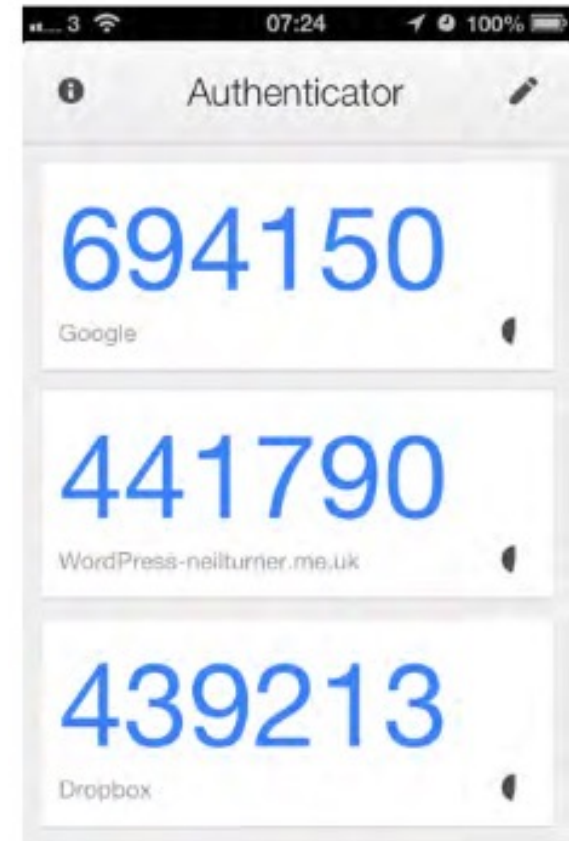 3 07:24 100%
Authenticator
694150
Google
441790
WordPress-neilturner.me.uk
439213
Dropbox